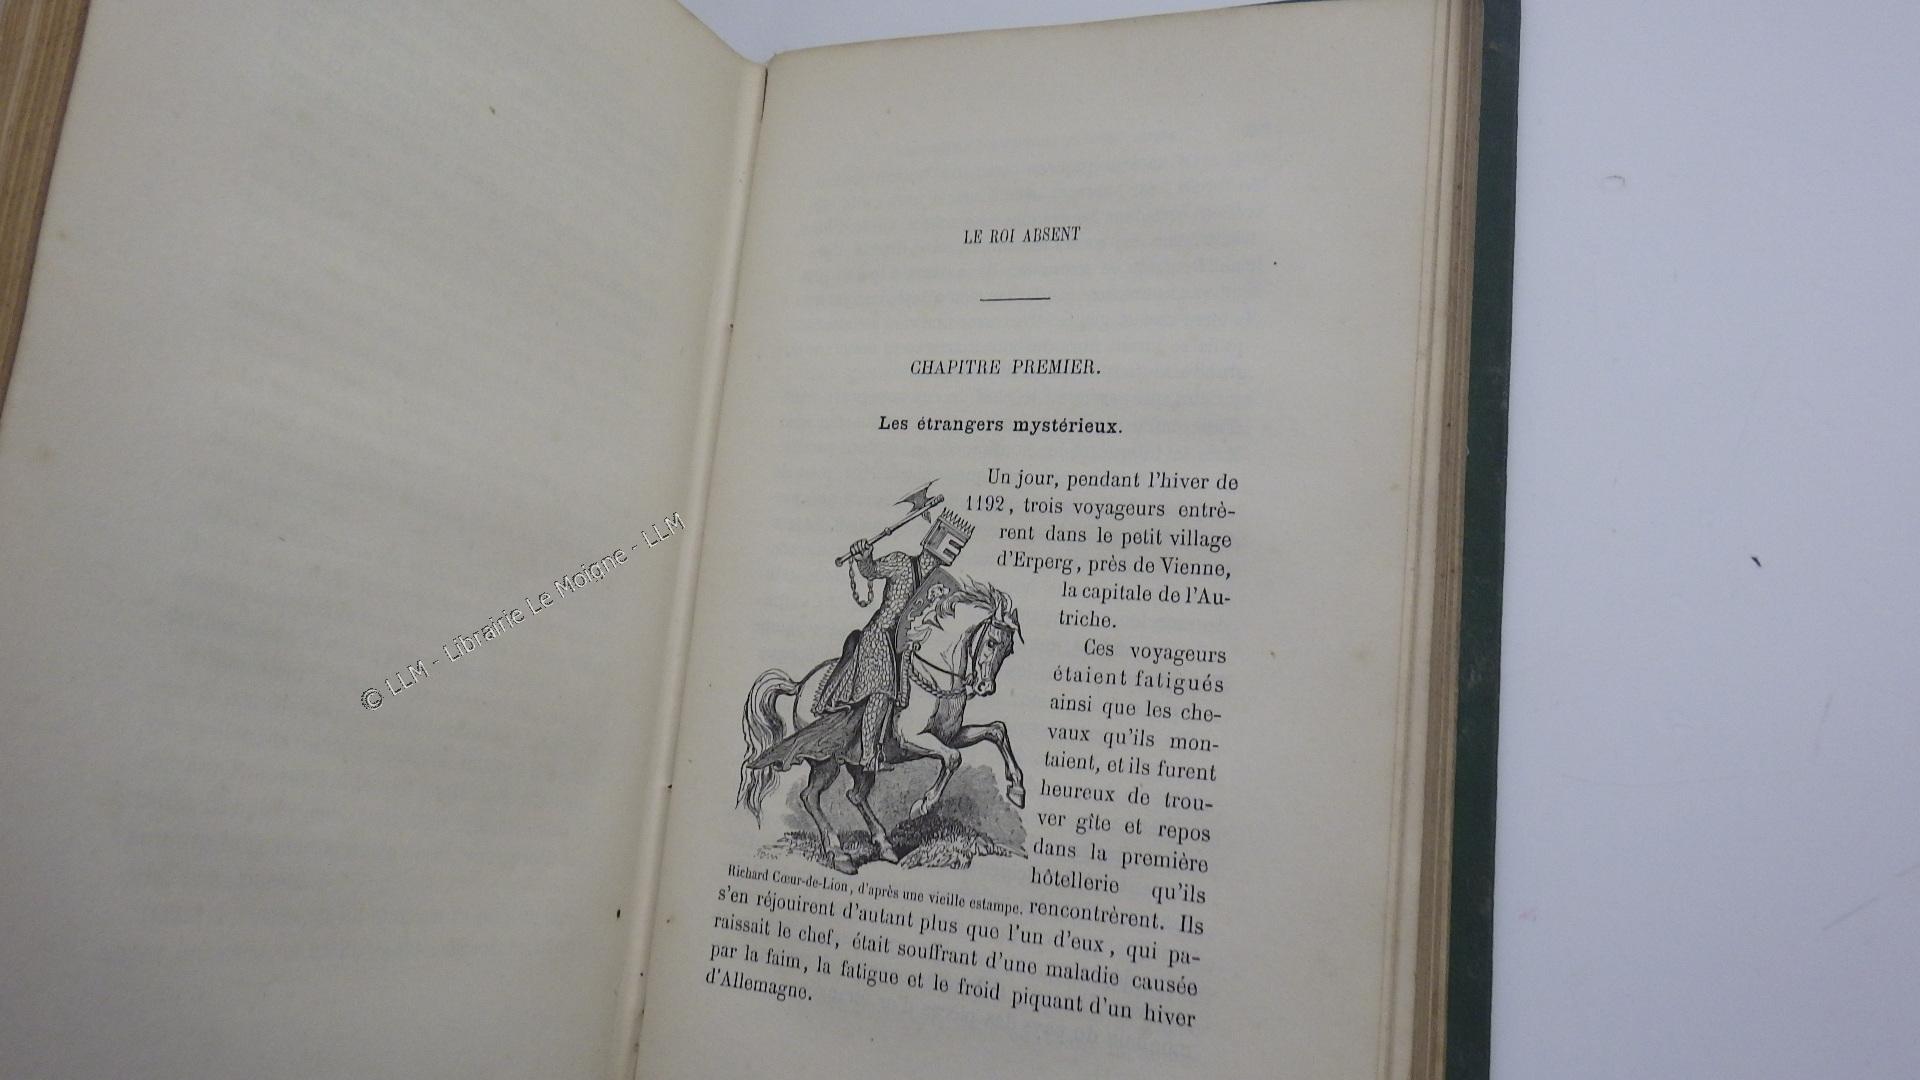 LE ROI ABSENT
CHAPITRE PREMIER.
Les étrangers mystérieux.
Un jour, pendant l'hiver de
1192, trois voyageurs entrè-
rent dans le petit village
d'Erperg, près de Vienne,
la capitale de l'Au-
triche.
Ces voyageurs
étaient fatigués
ainsi que les che-
vaux qu'ils mon-
taient, et ils furent
heureux de trou-
ver gîte et repos
dans la première
hôtellerie qu'ils
rencontrèrent. Ils
Richard Cœur-de-Lion, d'après une vieille estampe.
s'en réjouirent d'autant plus que l'un d'eux, qui pa-
raissait le chef, était souffrant d'une maladie causée
par la faim, la fatigue et le froid piquant d'un hiver
d'Allemagne.
© LLM - Librairie Le Moigne - LLM